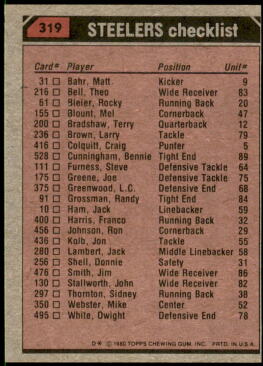 319 STEELERS checklist
Card# Player Position Unif#
31 □ Bahr, Matt Kicker 9
216 □ Bell, Theo Wide Receiver 83
61 □ Bleier, Rocky Running Back 20
155 □ Blount, Mel Cornerback 47
200 □ Bradshaw, Terry Quarterback 12
236 □ Brown, Larry Tackle 79
416 □ Colquitt, Craig Punter 5
528 □ Cunningham, Bennie Tight End 89
111 □ Furness, Steve Defensive Tackle 64
175 □ Greene, Joe Defensive Tackle 75
375 □ Greenwood, L.C. Defensive End 68
91 □ Grossman, Randy Tight End 84
10 □ Ham, Jack Linebacker 59
400 □ Harris, Franco Running Back 32
456 □ Johnson, Ron Cornerback 29
436 □ Kolb, Jon Tackle 55
280 □ Lambert, Jack Middle Linebacker 58
256 □ Shell, Donnie Safety 31
476 □ Smith, Jim Wide Receiver 86
130 □ Stallworth, John Wide Receiver 82
297 □ Thornton, Sidney Running Back 38
350 □ Webster, Mike Center 52
495 □ White, Dwight Defensive End 78
D* © 1980 TOPPS CHEWING GUM, INC. PRTD. IN U.S.A.